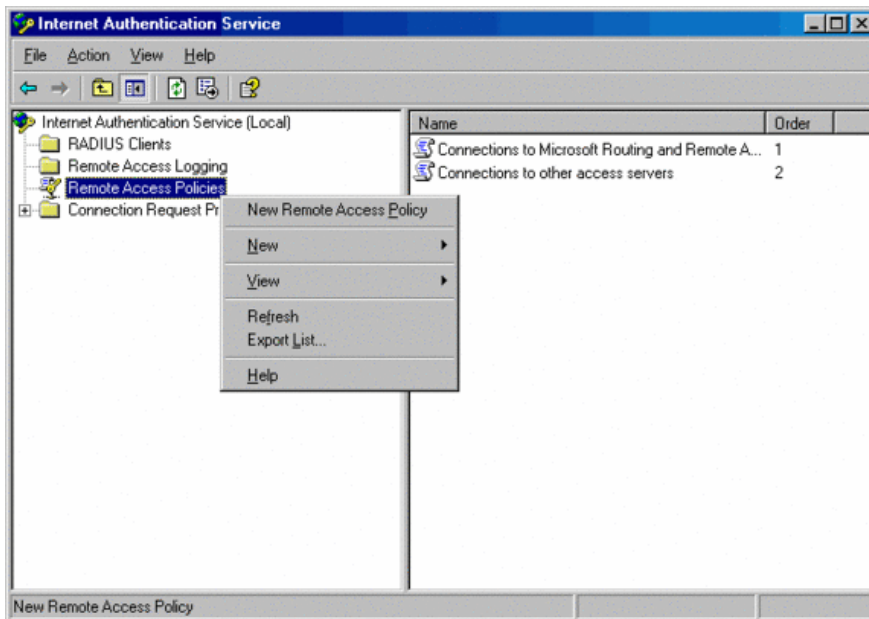 Internet Authentication Service
File Action View Help
Internet Authentication Service (Local)
RADIUS Clients
Remote Access Logging
Remote Access Policies
Connection Request Pr
New Remote Access Policy
New
View
Refresh
Export List...
Help
Name Order
Connections to Microsoft Routing and Remote A... 1
Connections to other access servers 2
New Remote Access Policy